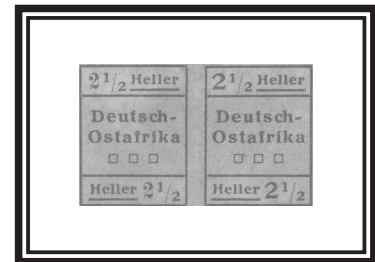 2 1/2 Heller
Deutsch-
Ostafrika
Heller 2 1/2
2 1/2 Heller
Deutsch-
Ostafrika
Heller 2 1/2